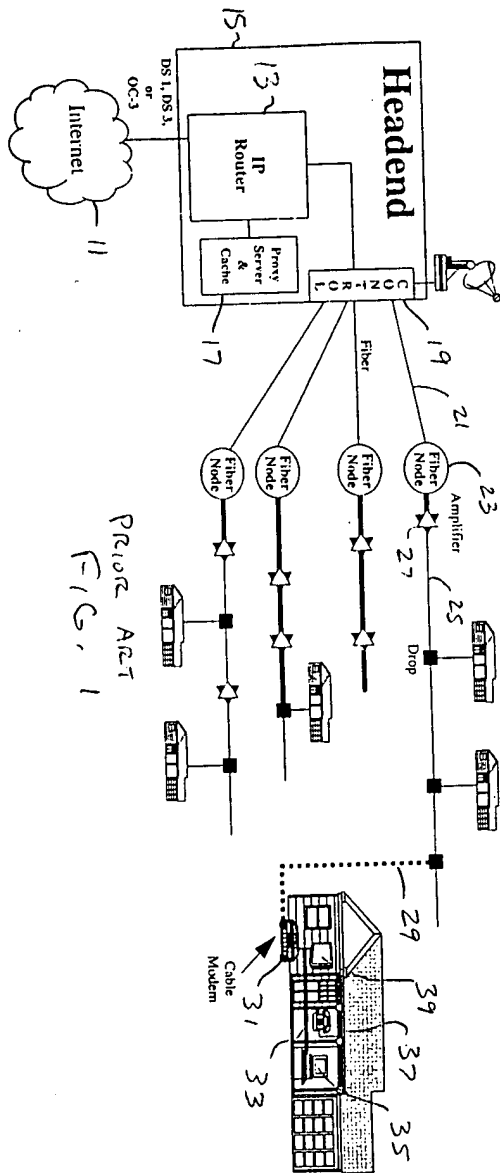 15
Headend
13
IP
Router
Proxy
Server
&
Cache
17
CONTROL
19
DS 1, DS 3,
or
OC-3
Internet
11
Fiber
21
Fiber
Node
23
Fiber
Node
Fiber
Node
Fiber
Node
Amplifier
27
25
Drop
29
Cable
Modem
31
33
35
37
39
PRIOR ART
FIG. 1